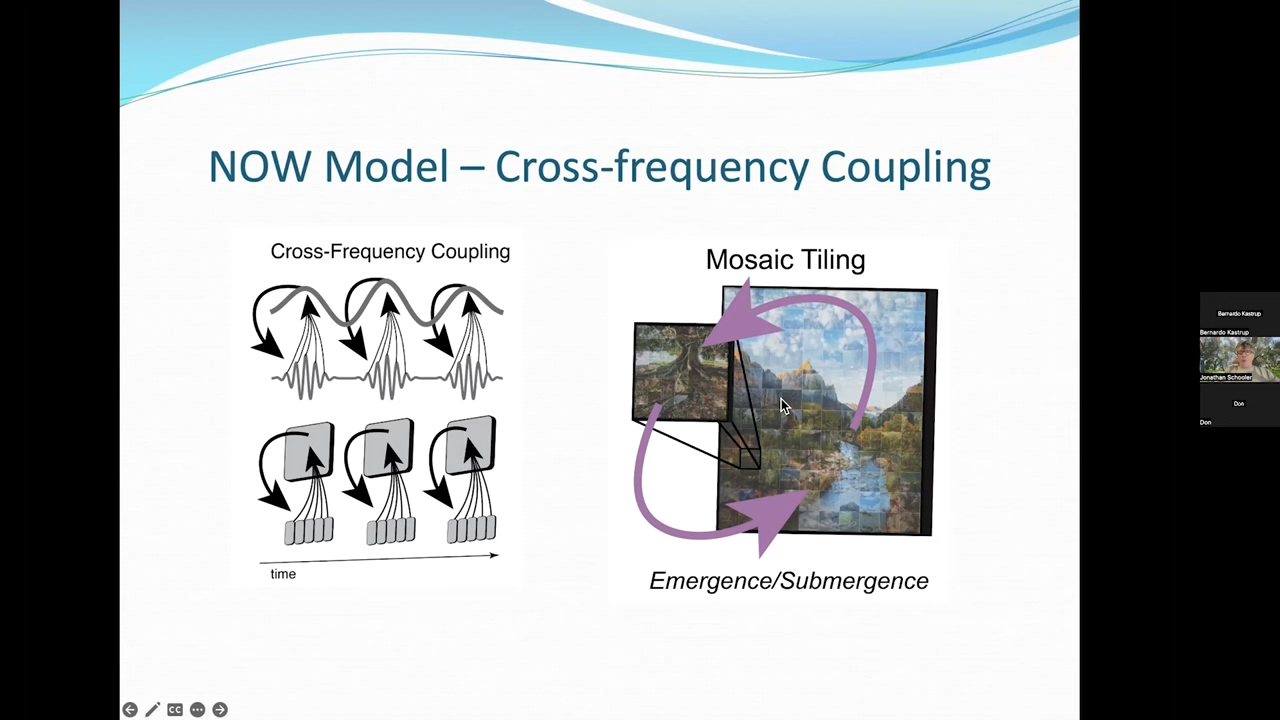 NOW Model – Cross-frequency Coupling
Cross-Frequency Coupling
time
Mosaic Tiling
Emergence/Submergence
Bernardo Kastrup
Bernardo Kastrup
Jonathan Schooler
Don
Don
CC